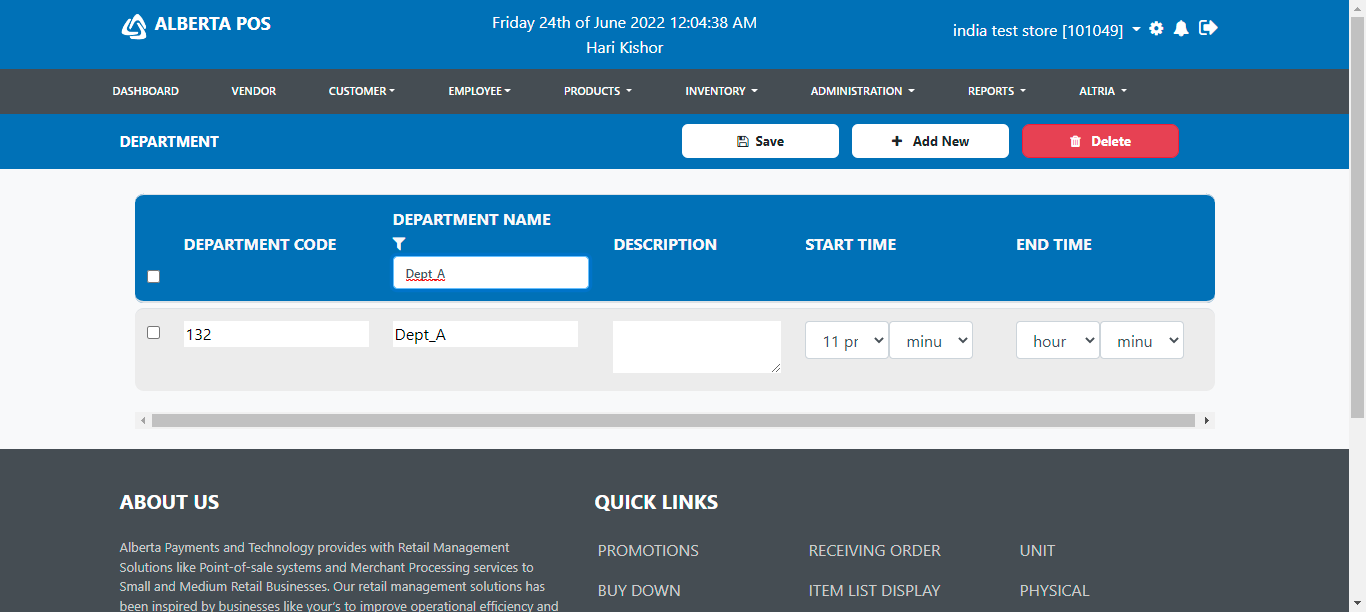 ALBERTA POS
Friday 24th of June 2022 12:04:38 AM
Hari Kishor
india test store [101049]
DASHBOARD VENDOR CUSTOMER EMPLOYEE PRODUCTS INVENTORY ADMINISTRATION REPORTS ALTRIA
DEPARTMENT
Save Add New Delete
DEPARTMENT CODE DEPARTMENT NAME DESCRIPTION START TIME END TIME
Dept_A
132 Dept_A 11 pr minu hour minu
ABOUT US
Alberta Payments and Technology provides with Retail Management
Solutions like Point-of-sale systems and Merchant Processing services to
Small and Medium Retail Businesses. Our retail management solutions has
been inspired by businesses like your's to improve operational efficiency and
QUICK LINKS
PROMOTIONS RECEIVING ORDER UNIT
BUY DOWN ITEM LIST DISPLAY PHYSICAL